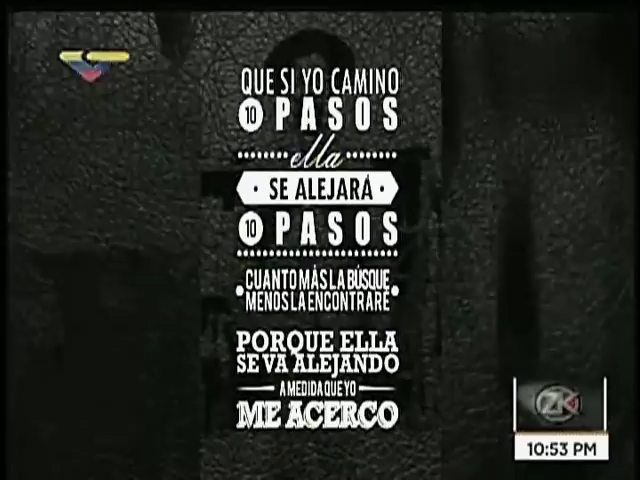 QUE SI YO CAMINO
10 PASOS
ella
SE ALEJARÁ
10 PASOS
CUANTO MÁS LA BÚSQUE
MENOS LA ENCONTRARÉ
PORQUE ELLA
SE VA ALEJANDO
A MEDIDA QUE YO
ME ACERCO
ZK
10:53 PM